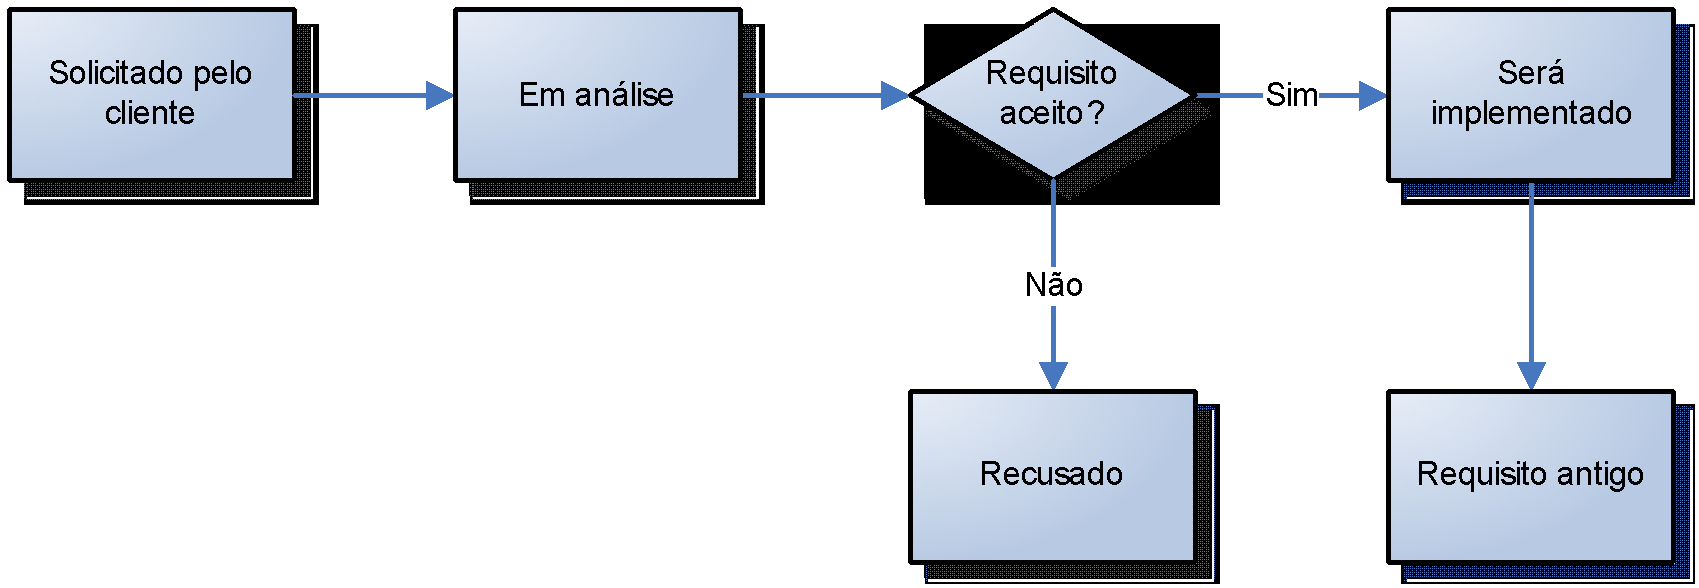 Solicitado pelo
cliente
Em análise
Requisito
aceito?
Sim
Será
implementado
Não
Recusado
Requisito antigo